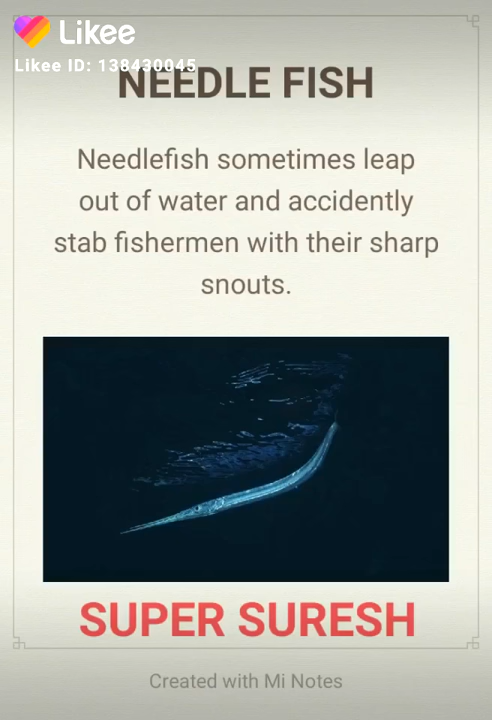 Likee
Likee ID: 138430045
NEEDLE FISH
Needlefish sometimes leap
out of water and accidently
stab fishermen with their sharp
snouts.
SUPER SURESH
Created with Mi Notes